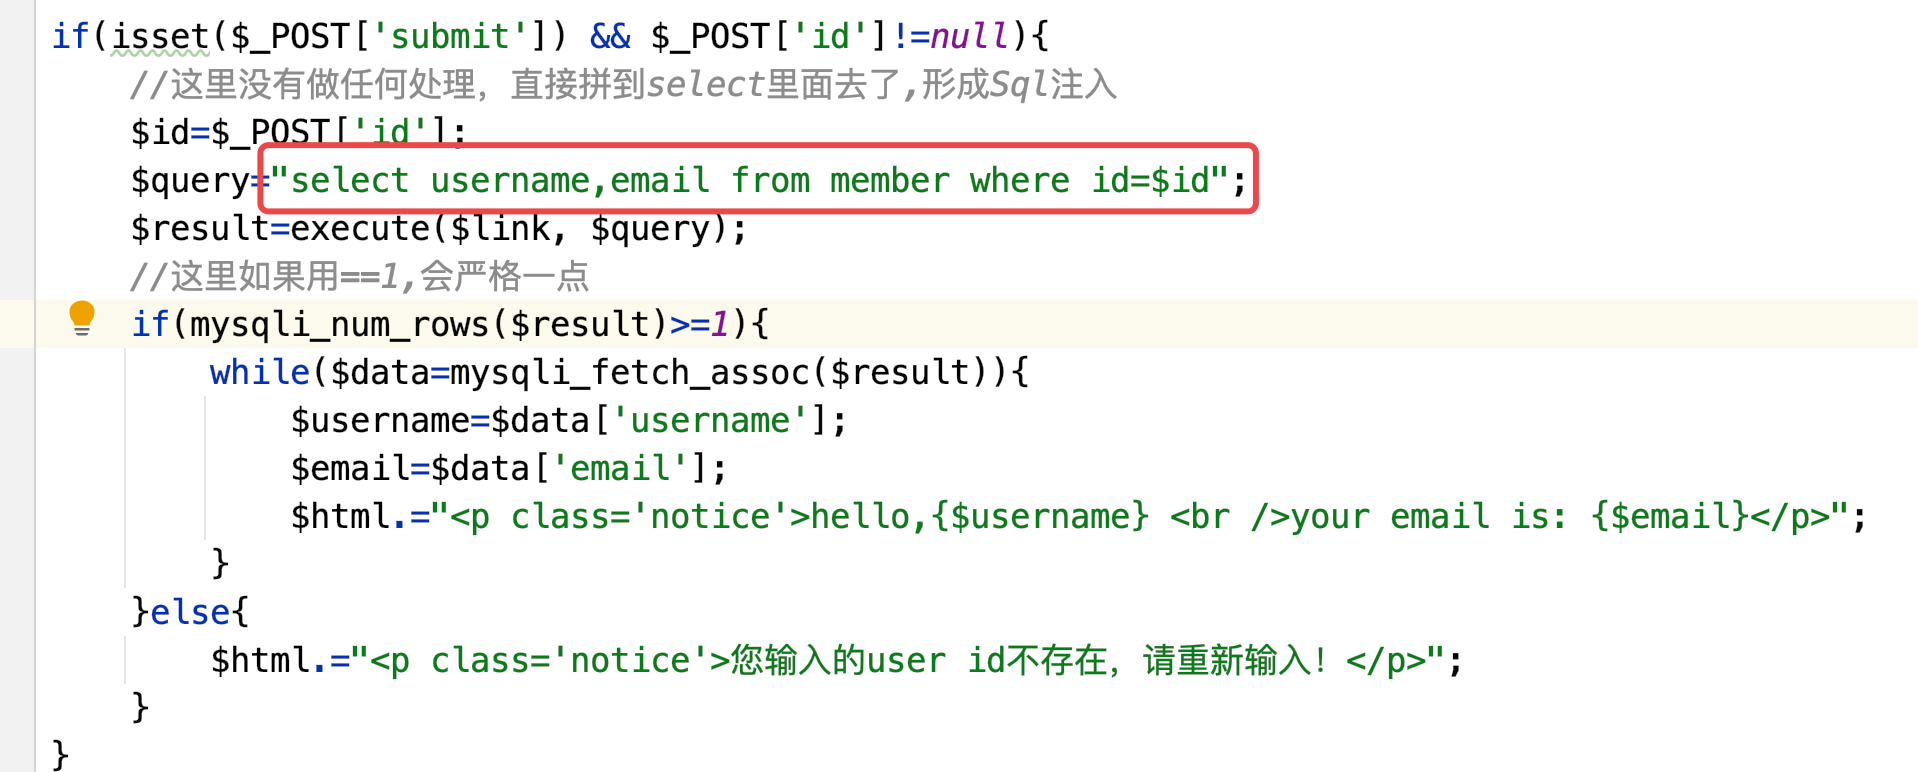 if(isset($_POST['submit']) && $_POST['id']!=null){
//这里没有做任何处理，直接拼到select里面去了,形成Sql注入
$id=$_POST['id'];
$query="select username,email from member where id=$id";
$result=execute($link, $query);
//这里如果用==1,会严格一点
if(mysqli_num_rows($result)>=1){
while($data=mysqli_fetch_assoc($result)){
$username=$data['username'];
$email=$data['email'];
$html.="<p class='notice'>hello,{$username} <br />your email is: {$email}</p>";
}
}else{
$html.="<p class='notice'>您输入的user id不存在，请重新输入！</p>";
}
}